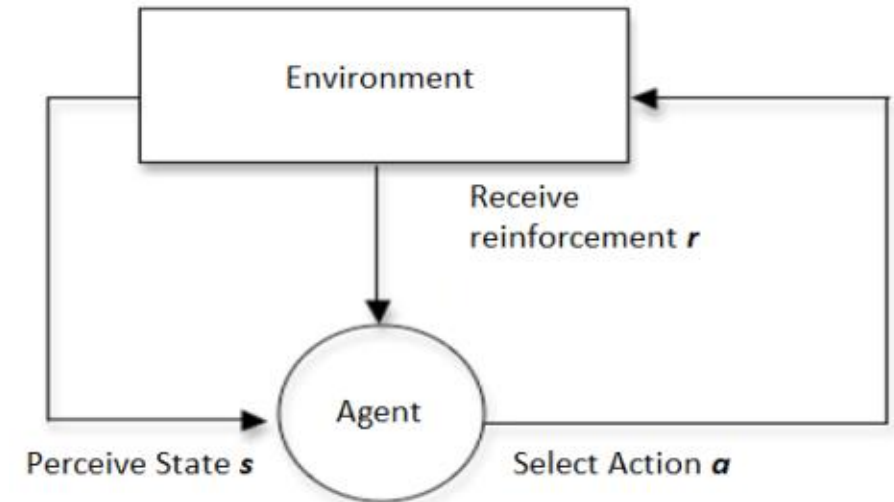 Environment
Receive
reinforcement r
Agent
Perceive State s
Select Action a